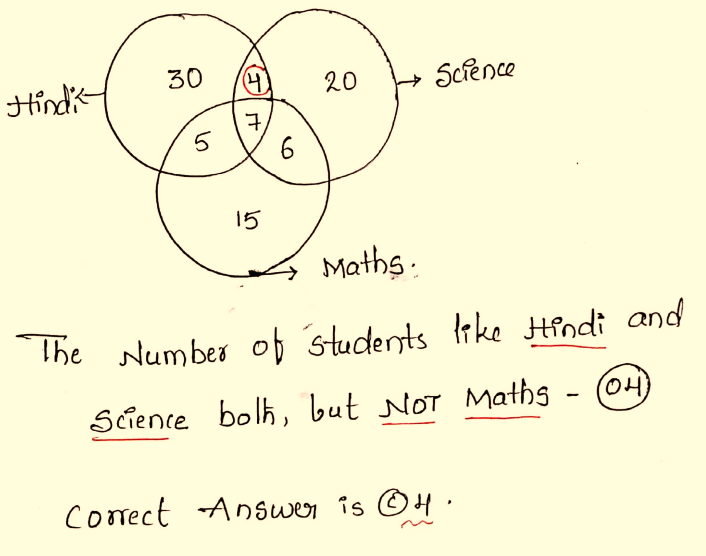 30 4 20 → Science
Hindi ←
7
5 6
15
→ Maths.
The Number of students like Hindi and
Science both, but NOT Maths - 04
Correct Answer is © 4.